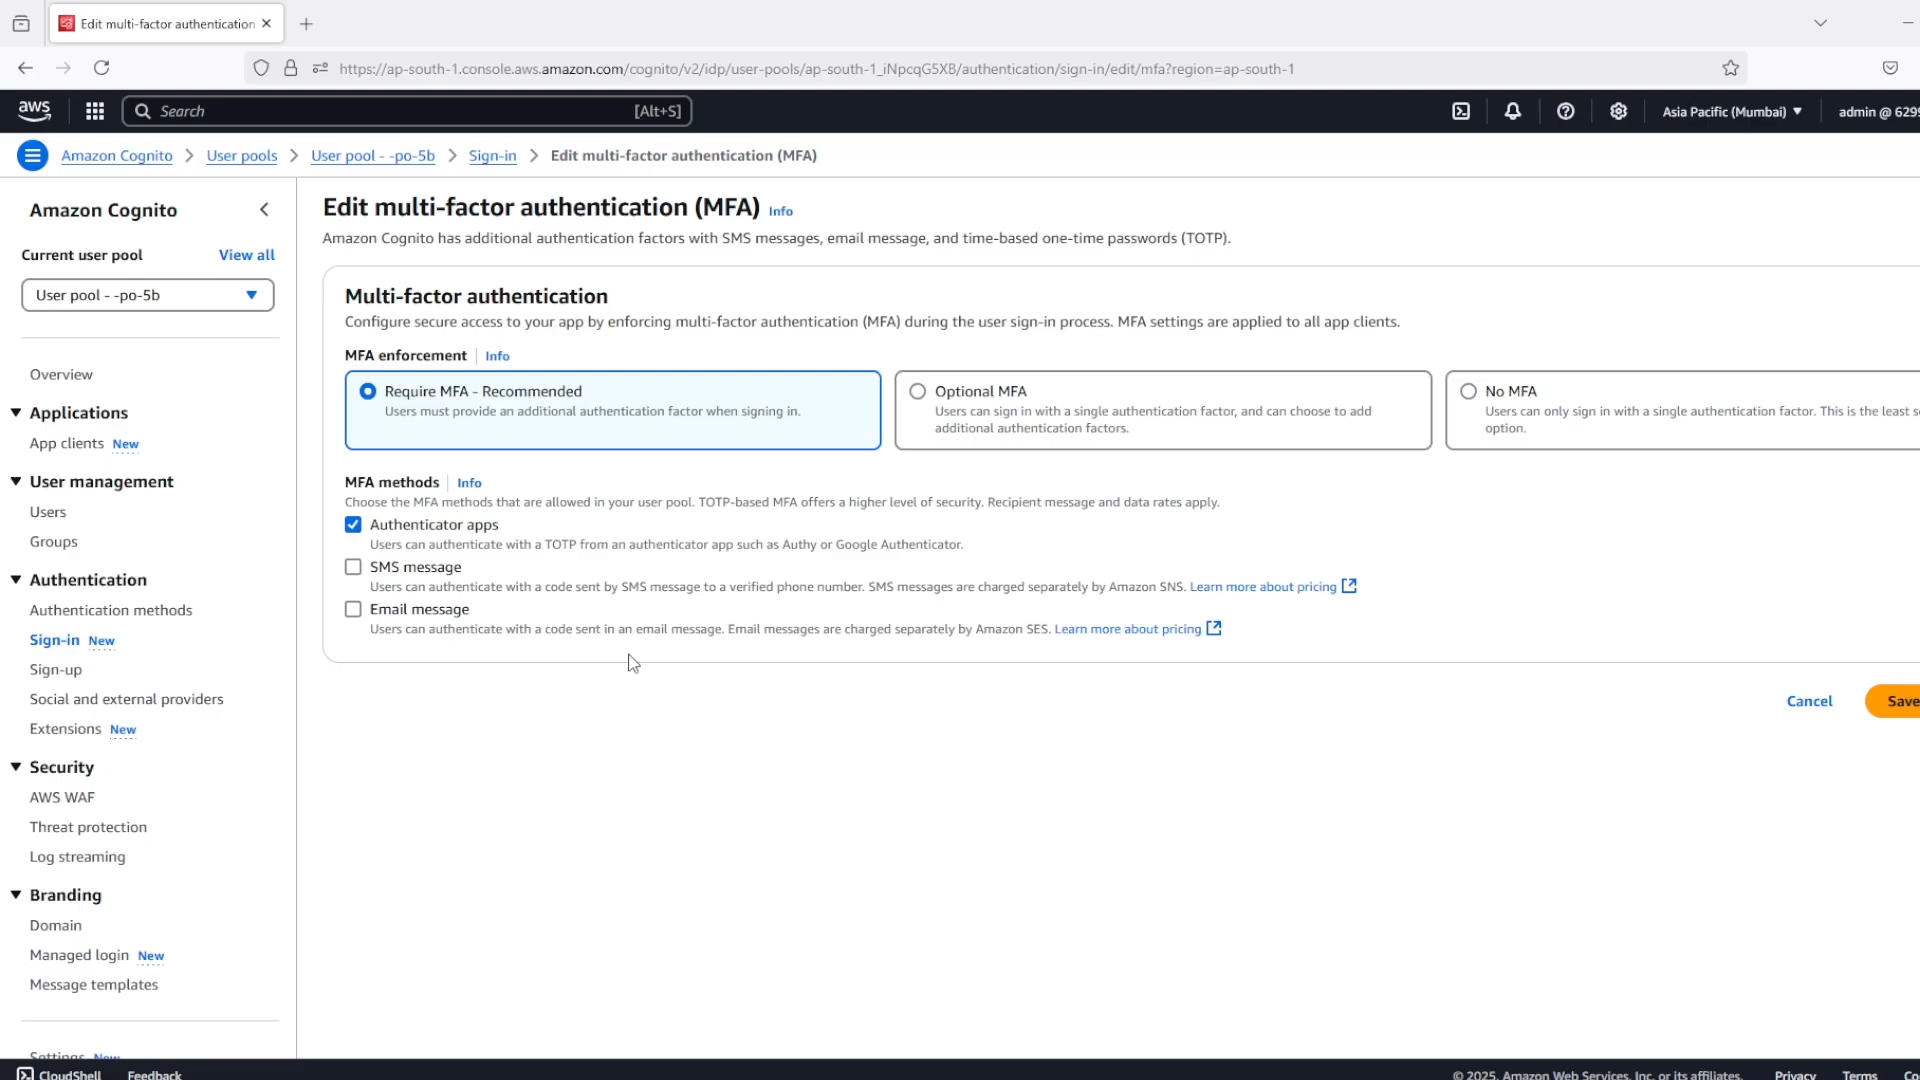 Edit multi-factor authentication
https://ap-south-1.console.aws.amazon.com/cognito/v2/idp/user-pools/ap-south-1_iNpcqG5XB/authentication/sign-in/edit/mfa?region=ap-south-1
aws
Search
[Alt+S]
Asia Pacific (Mumbai)
admin @ 629
Amazon Cognito
User pools
User pool - -po-5b
Sign-in
Edit multi-factor authentication (MFA)
Amazon Cognito
Current user pool
View all
User pool - -po-5b
Overview
Applications
App clients New
User management
Users
Groups
Authentication
Authentication methods
Sign-in New
Sign-up
Social and external providers
Extensions New
Security
AWS WAF
Threat protection
Log streaming
Branding
Domain
Managed login New
Message templates
Settings New
Edit multi-factor authentication (MFA) Info
Amazon Cognito has additional authentication factors with SMS messages, email message, and time-based one-time passwords (TOTP).
Multi-factor authentication
Configure secure access to your app by enforcing multi-factor authentication (MFA) during the user sign-in process. MFA settings are applied to all app clients.
MFA enforcement Info
Require MFA - Recommended
Users must provide an additional authentication factor when signing in.
Optional MFA
Users can sign in with a single authentication factor, and can choose to add
additional authentication factors.
No MFA
Users can only sign in with a single authentication factor. This is the least
option.
MFA methods Info
Choose the MFA methods that are allowed in your user pool. TOTP-based MFA offers a higher level of security. Recipient message and data rates apply.
Authenticator apps
Users can authenticate with a TOTP from an authenticator app such as Authy or Google Authenticator.
SMS message
Users can authenticate with a code sent by SMS message to a verified phone number. SMS messages are charged separately by Amazon SNS. Learn more about pricing
Email message
Users can authenticate with a code sent in an email message. Email messages are charged separately by Amazon SES. Learn more about pricing
Cancel
Save
CloudShell
Feedback
© 2025, Amazon Web Services, Inc. or its affiliates.
Privacy
Terms
Co